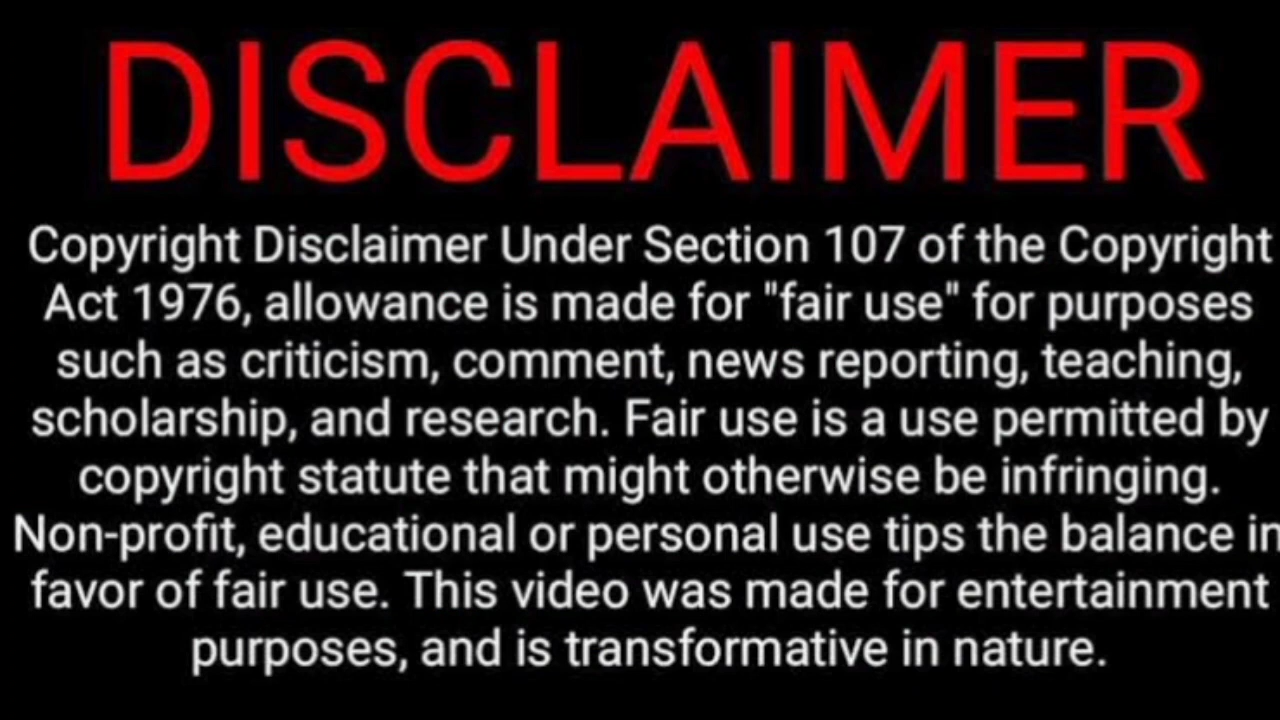 DISCLAIMER
Copyright Disclaimer Under Section 107 of the Copyright
Act 1976, allowance is made for "fair use" for purposes
such as criticism, comment, news reporting, teaching,
scholarship, and research. Fair use is a use permitted by
copyright statute that might otherwise be infringing.
Non-profit, educational or personal use tips the balance in
favor of fair use. This video was made for entertainment
purposes, and is transformative in nature.